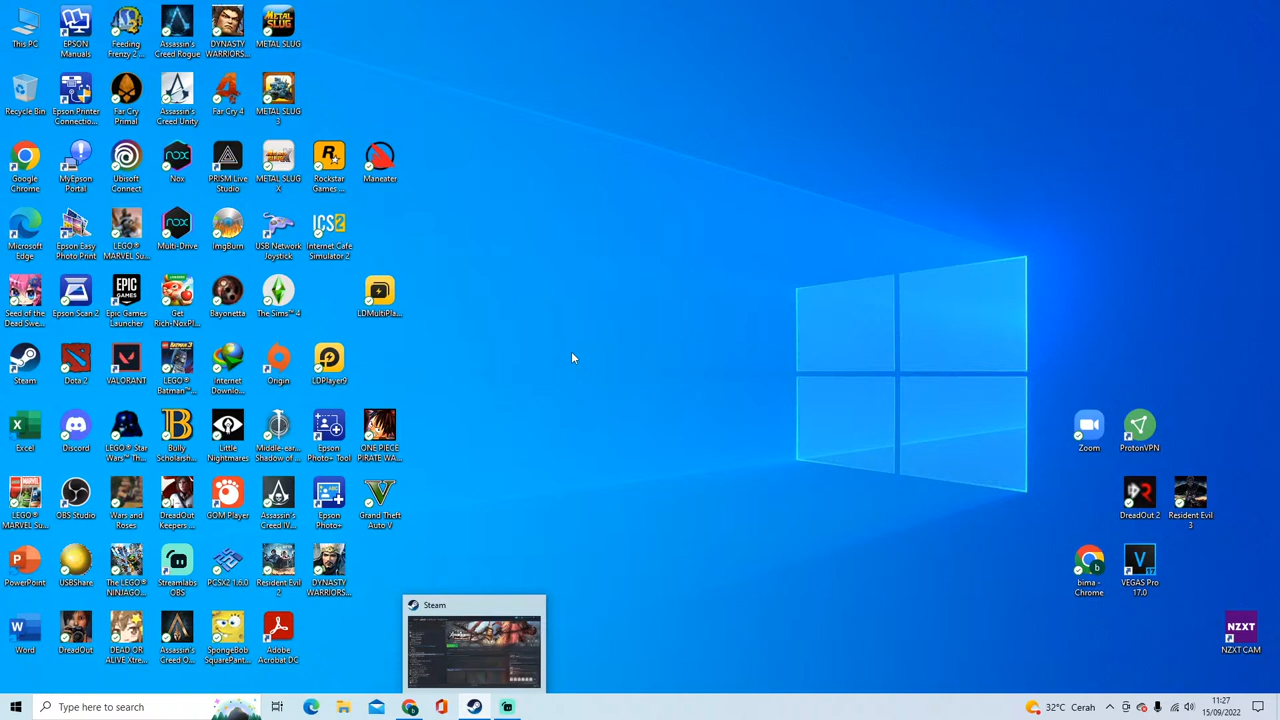 This PC
EPSON Manuals
Feeding Frenzy 2 ...
Assassin's Creed Rogue
DYNASTY WARRIORS...
METAL SLUG
Recycle Bin
Epson Printer Connectio...
Far Cry Primal
Assassin's Creed Unity
Far Cry 4
METAL SLUG 3
Google Chrome
MyEpson Portal
Ubisoft Connect
Nox
PRISM Live Studio
METAL SLUG X
Rockstar Games ...
Maneater
Microsoft Edge
Epson Easy Photo Print
LEGO® MARVEL Su...
Multi-Drive
ImgBurn
USB Network Joystick
Internet Cafe Simulator 2
Seed of the Dead Swe...
Epson Scan 2
Epic Games Launcher
Get Rich-NoxPl...
Bayonetta
The Sims™ 4
LDMultiPla...
Steam
Dota 2
VALORANT
LEGO® Batman™...
Internet Downlo...
Origin
LDPlayer9
Excel
Discord
LEGO® Star Wars™ Th...
Bully Scholarsh...
Little Nightmares
Middle-ear... Shadow of ...
Epson Photo+ Tool
ONE PIECE PIRATE WA...
LEGO® MARVEL Su...
OBS Studio
Wars and Roses
DreadOut Keepers ...
GOM Player
Assassin's Creed IV...
Epson Photo+
Grand Theft Auto V
PowerPoint
USBShare
The LEGO® NINJAGO...
Streamlabs OBS
PCSX2 1.6.0
Resident Evil 2
DYNASTY WARRIORS...
Word
DreadOut
DEAD OR ALIVE Xtre...
Assassin's Creed O...
SpongeBob SquarePant...
Adobe Acrobat DC
Zoom
ProtonVPN
DreadOut 2
Resident Evil 3
bima - Chrome
VEGAS Pro 17.0
NZXT
NZXT CAM
Steam
Type here to search
32°C Cerah
11:27
15/09/2022